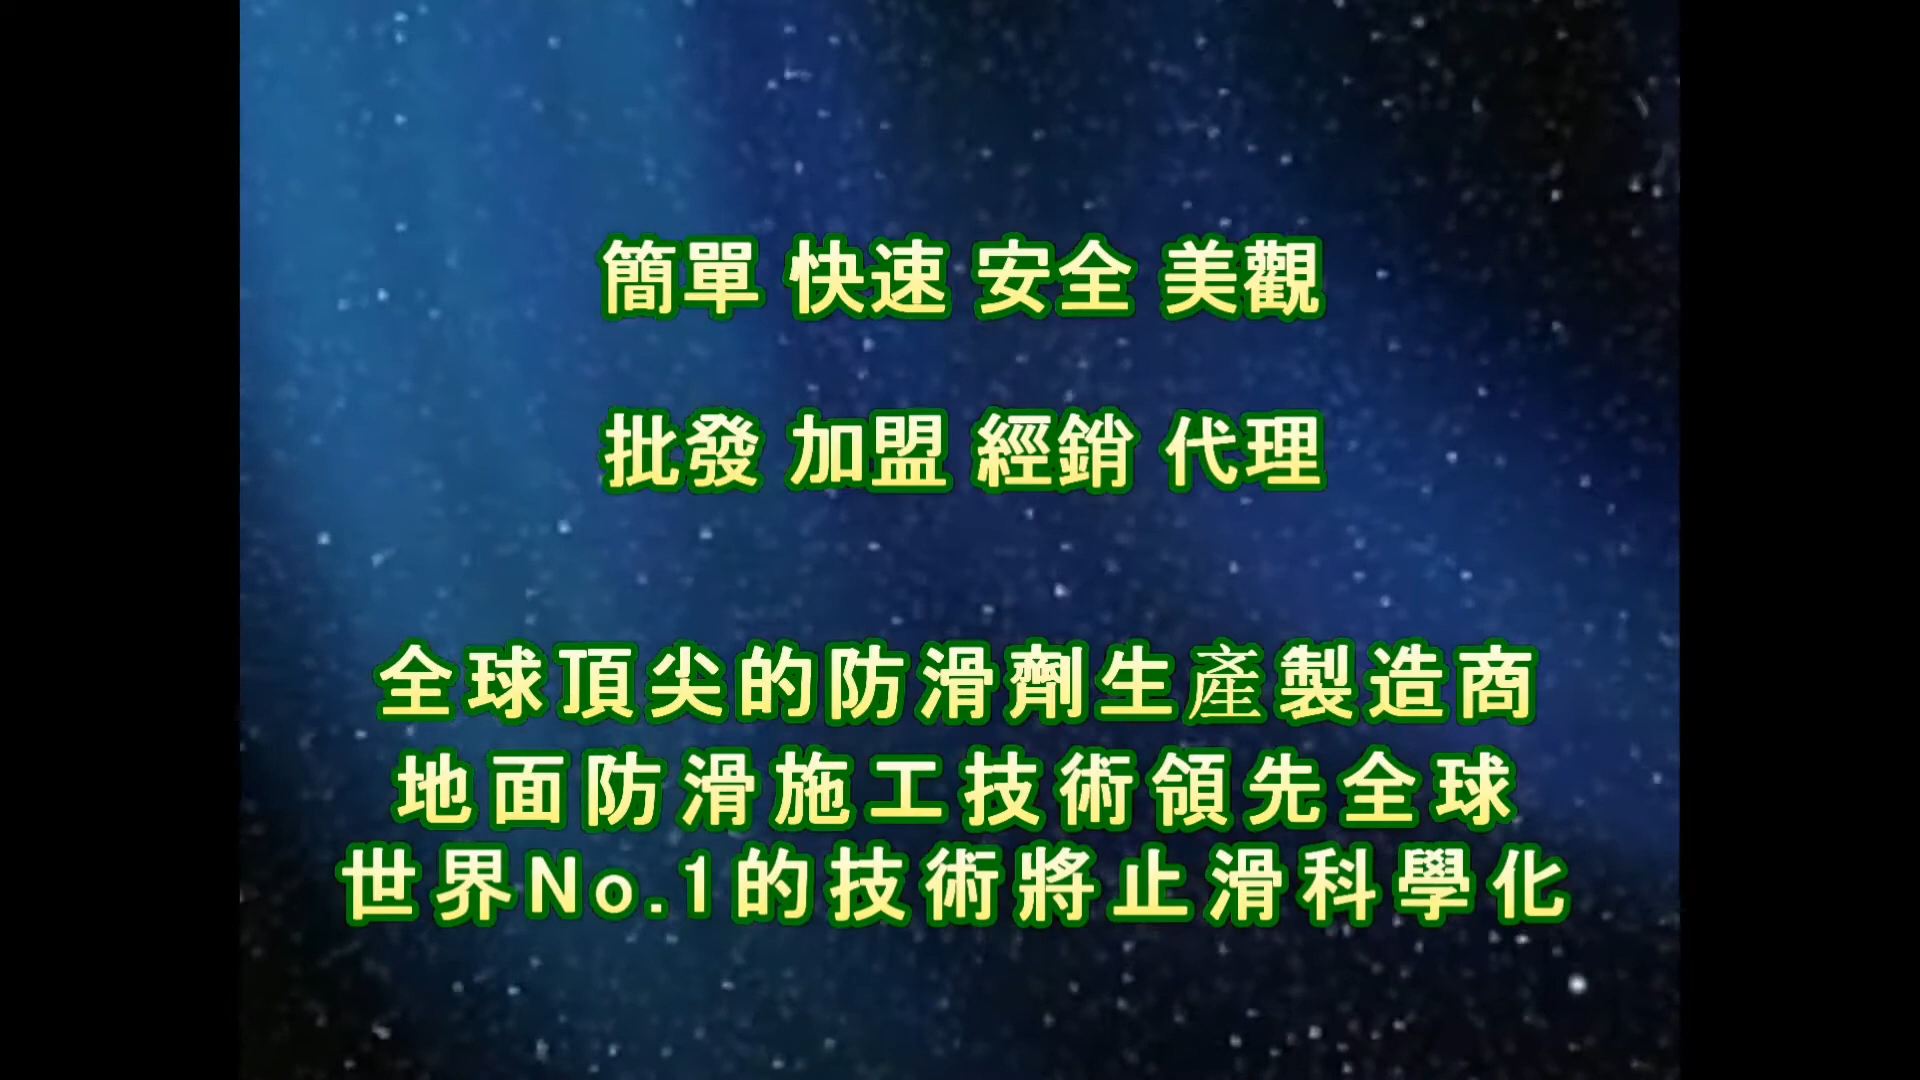 簡單 快速 安全 美觀
批發 加盟 經銷 代理
全球頂尖的防滑劑生產製造商
地面防滑施工技術領先全球
世界No.1的技術將止滑科學化